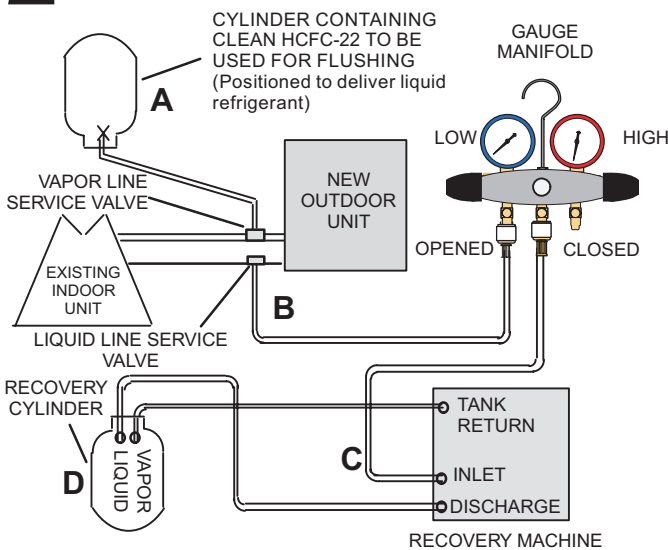 CYLINDER CONTAINING
CLEAN HCFC-22 TO BE
USED FOR FLUSHING
(Positioned to deliver liquid
refrigerant)
A
GAUGE
MANIFOLD
LOW
HIGH
VAPOR LINE
SERVICE VALVE
NEW
OUTDOOR
UNIT
EXISTING
INDOOR
UNIT
OPENED
CLOSED
B
LIQUID LINE SERVICE
VALVE
RECOVERY
CYLINDER
D
LIQUID
VAPOR
C
TANK
RETURN
INLET
DISCHARGE
RECOVERY MACHINE